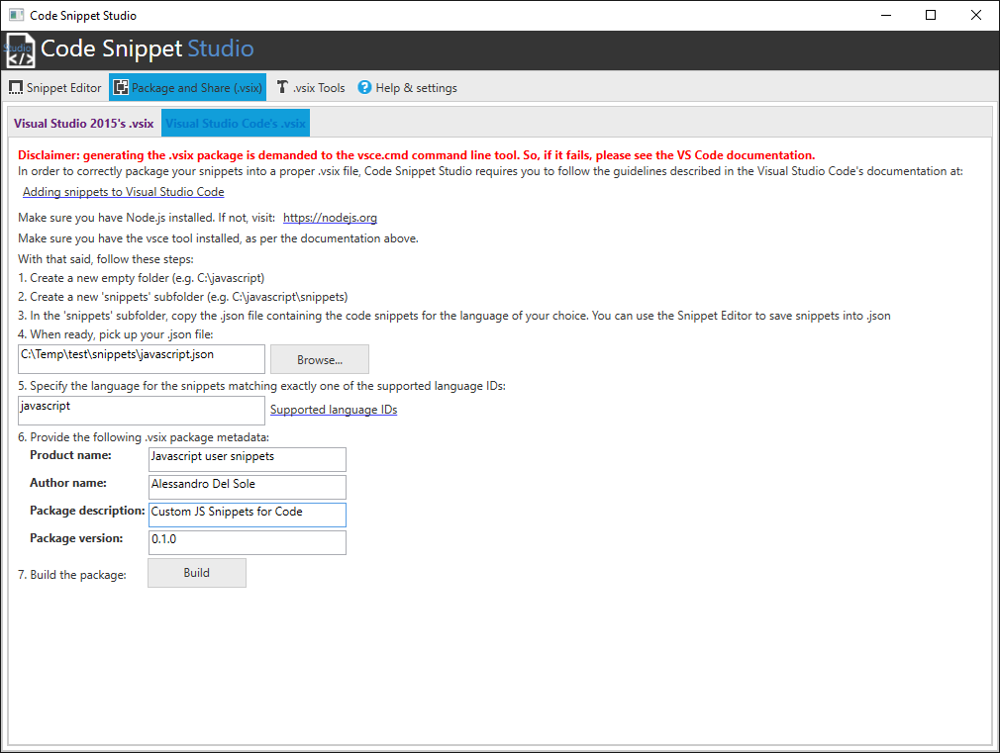 Code Snippet Studio
Studio Code Snippet Studio
Snippet Editor Package and Share (.vsix) .vsix Tools Help & settings
Visual Studio 2015's .vsix Visual Studio Code's .vsix
Disclaimer: generating the .vsix package is demanded to the vsce.cmd command line tool. So, if it fails, please see the VS Code documentation.
In order to correctly package your snippets into a proper .vsix file, Code Snippet Studio requires you to follow the guidelines described in the Visual Studio Code's documentation at:
Adding snippets to Visual Studio Code
Make sure you have Node.js installed. If not, visit: https://nodejs.org
Make sure you have the vsce tool installed, as per the documentation above.
With that said, follow these steps:
1. Create a new empty folder (e.g. C:\javascript)
2. Create a new 'snippets' subfolder (e.g. C:\javascript\snippets)
3. In the 'snippets' subfolder, copy the .json file containing the code snippets for the language of your choice. You can use the Snippet Editor to save snippets into .json
4. When ready, pick up your .json file:
C:\Temp\test\snippets\javascript.json Browse...
5. Specify the language for the snippets matching exactly one of the supported language IDs:
javascript Supported language IDs
6. Provide the following .vsix package metadata:
Product name: Javascript user snippets
Author name: Alessandro Del Sole
Package description: Custom JS Snippets for Code
Package version: 0.1.0
7. Build the package: Build